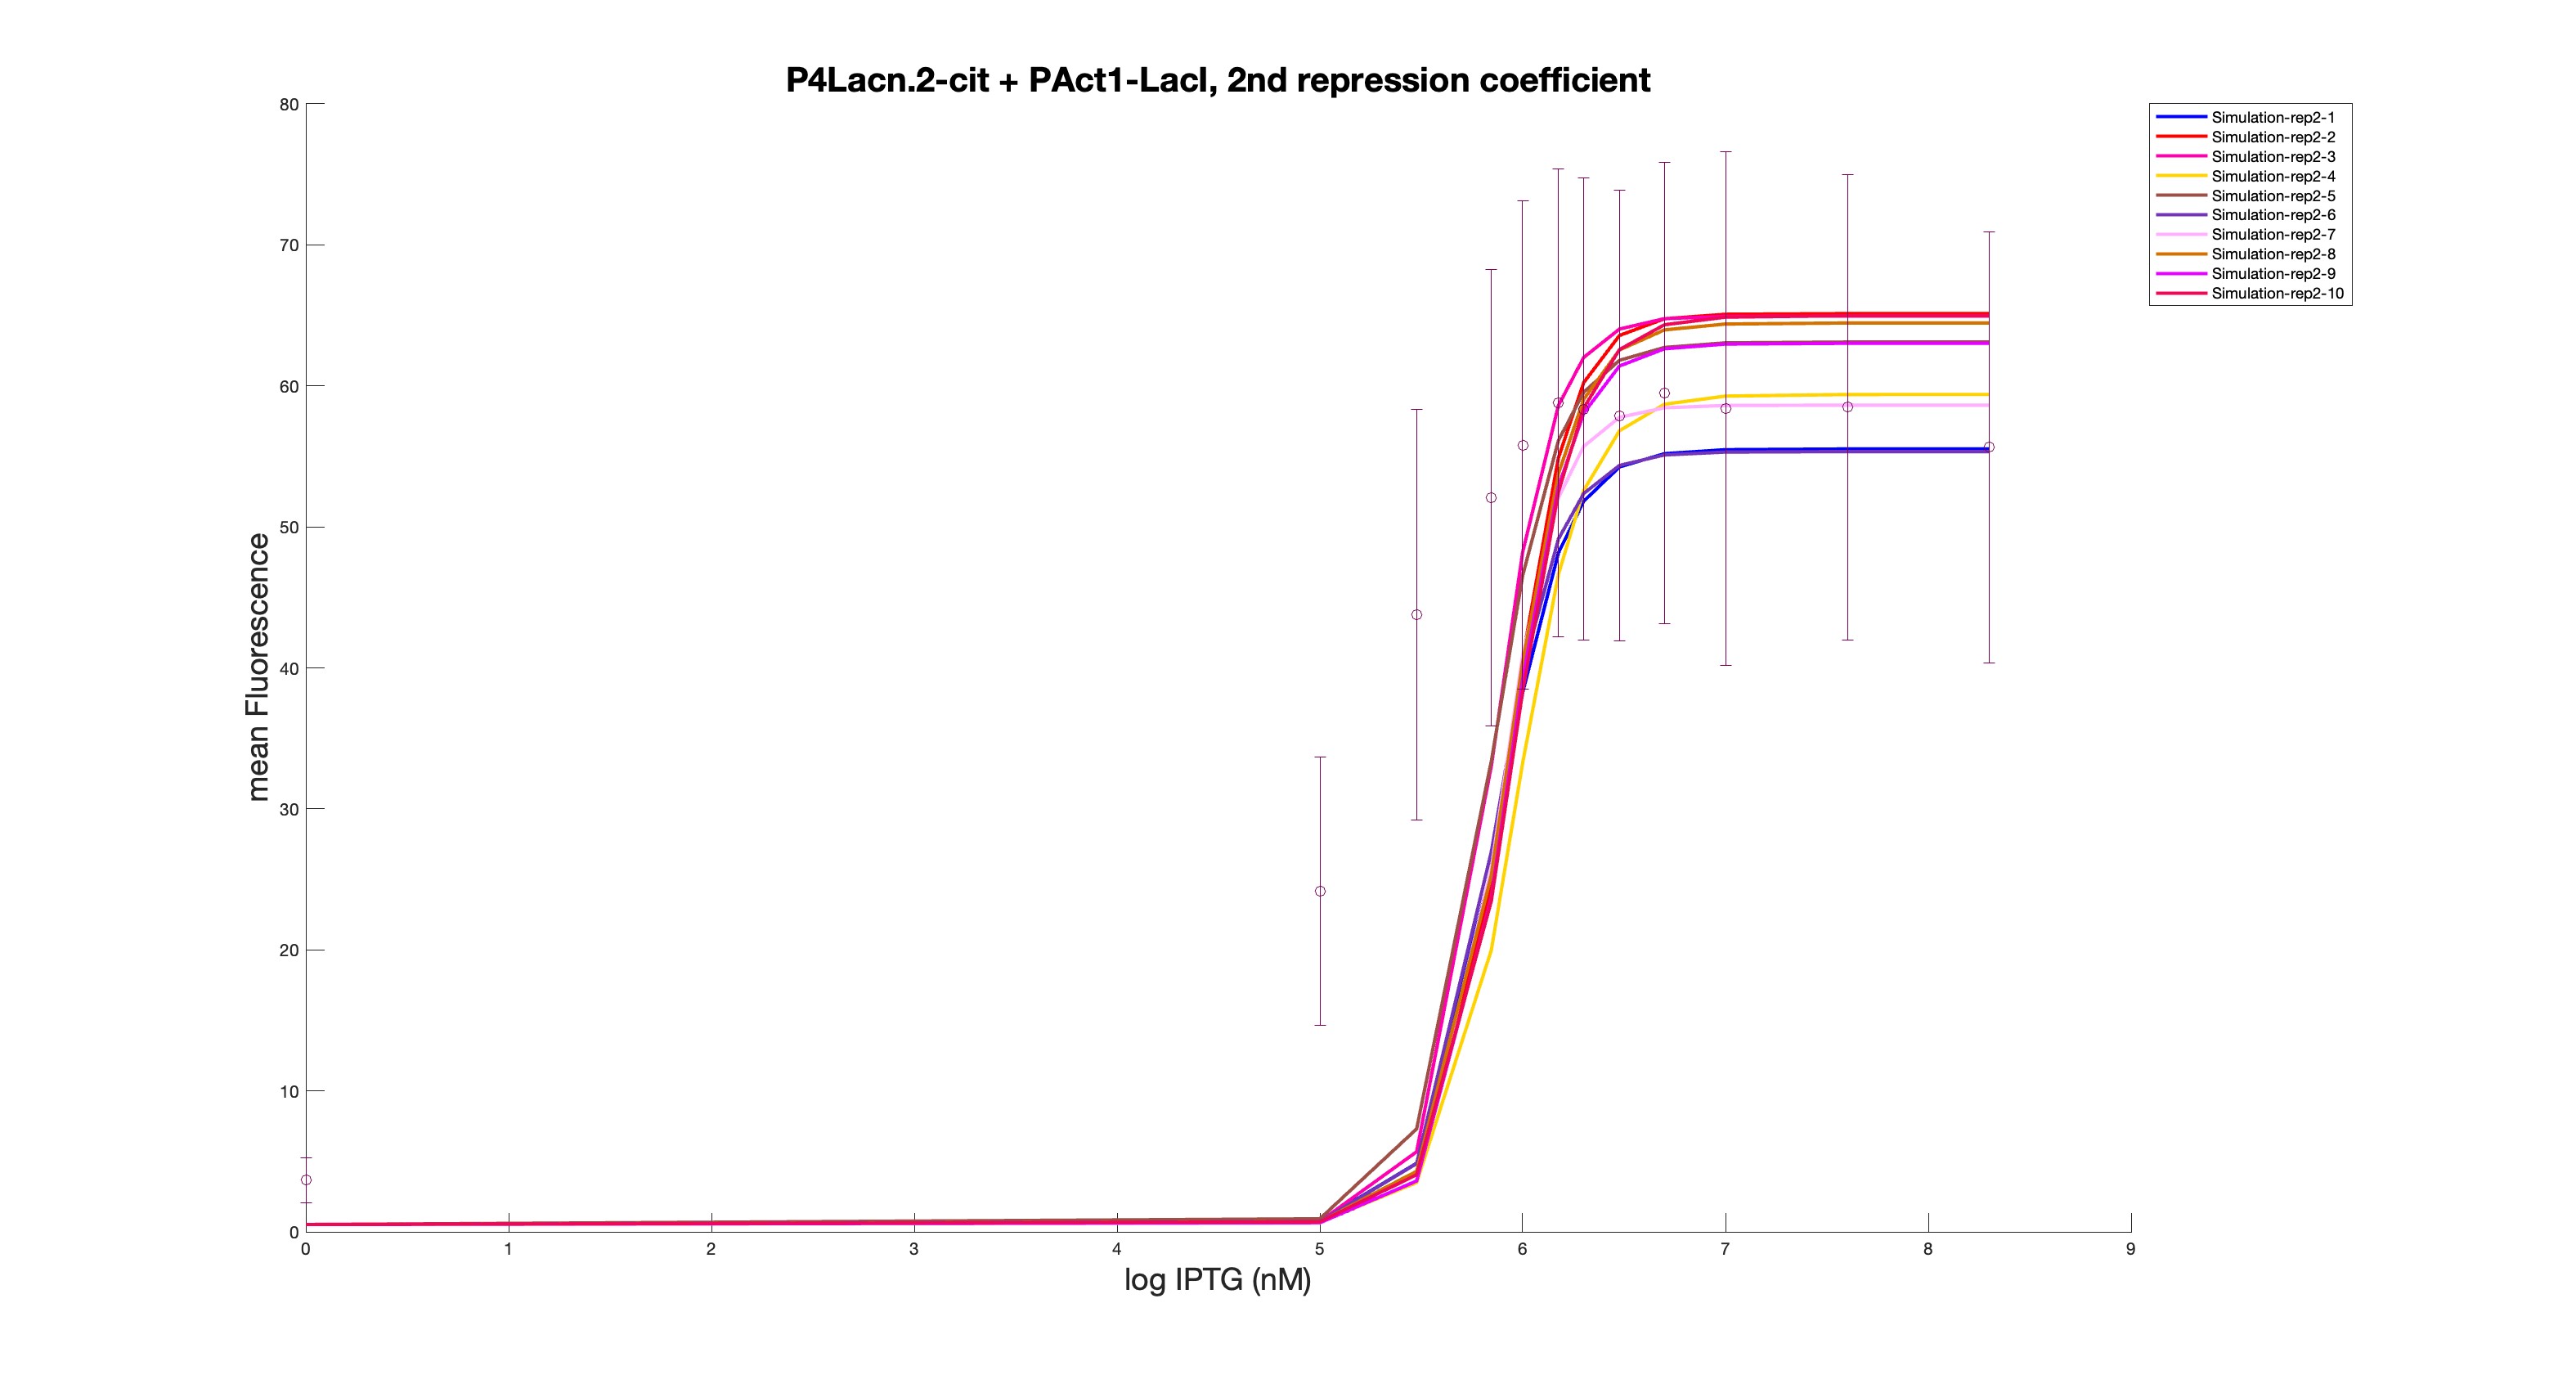 P4Lacn.2-cit + PAct1-LacI, 2nd repression coefficient
80
70
60
50
40
30
20
10
0
mean Fluorescence
0 1 2 3 4 5 6 7 8 9
log IPTG (nM)
Simulation-rep2-1
Simulation-rep2-2
Simulation-rep2-3
Simulation-rep2-4
Simulation-rep2-5
Simulation-rep2-6
Simulation-rep2-7
Simulation-rep2-8
Simulation-rep2-9
Simulation-rep2-10